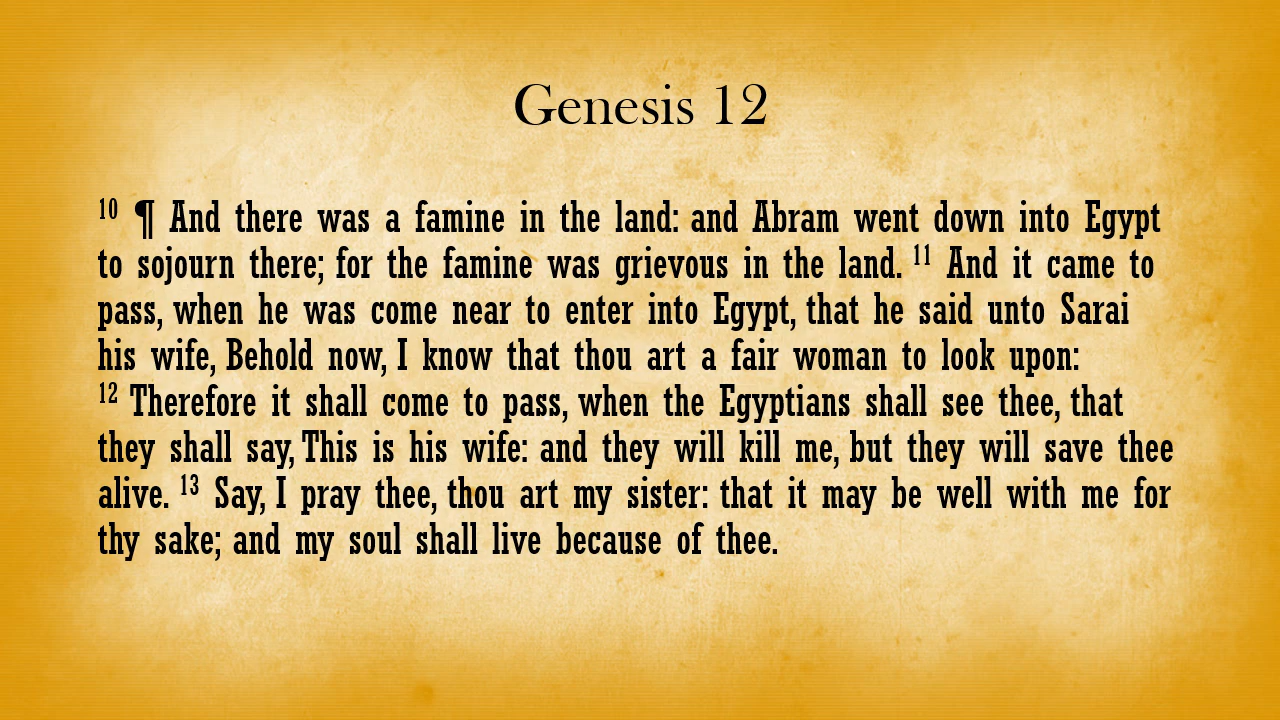 Genesis 12
10 ¶ And there was a famine in the land: and Abram went down into Egypt
to sojourn there; for the famine was grievous in the land. 11 And it came to
pass, when he was come near to enter into Egypt, that he said unto Sarai
his wife, Behold now, I know that thou art a fair woman to look upon:
12 Therefore it shall come to pass, when the Egyptians shall see thee, that
they shall say, This is his wife: and they will kill me, but they will save thee
alive. 13 Say, I pray thee, thou art my sister: that it may be well with me for
thy sake; and my soul shall live because of thee.